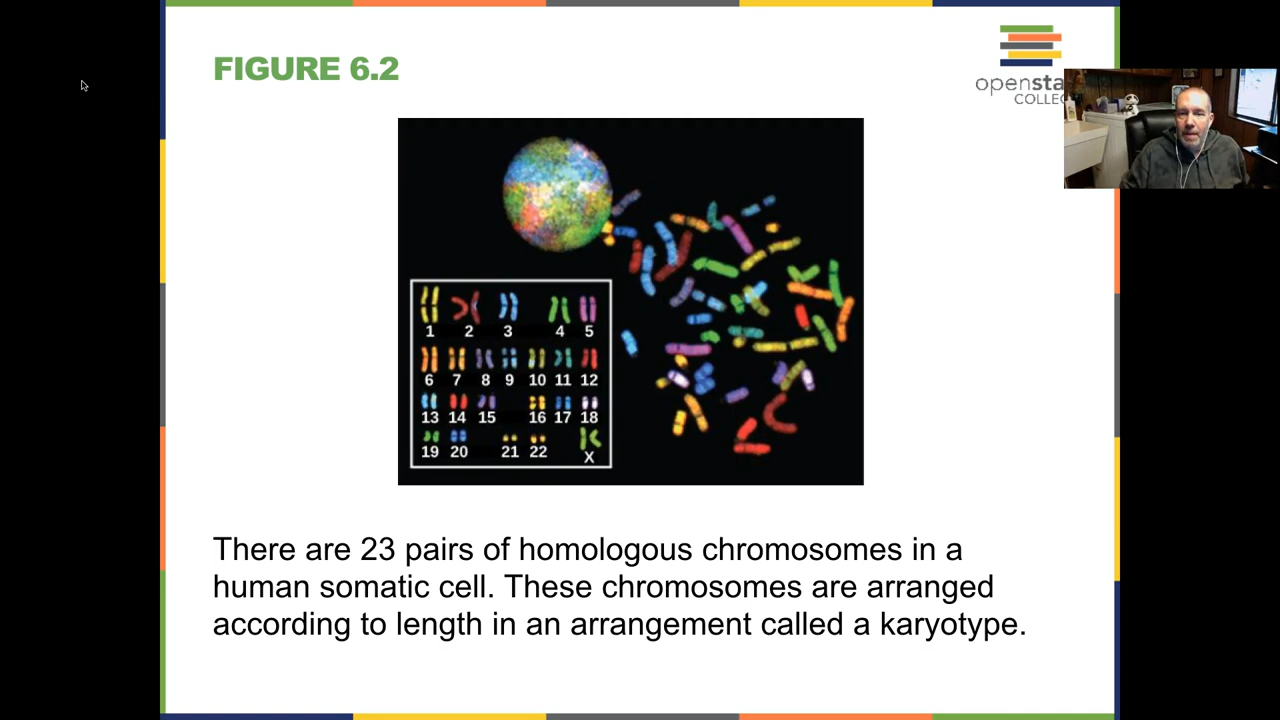 FIGURE 6.2
opensta
COLLEG
1 2 3 4 5
6 7 8 9 10 11 12
13 14 15 16 17 18
19 20 21 22 X
There are 23 pairs of homologous chromosomes in a
human somatic cell. These chromosomes are arranged
according to length in an arrangement called a karyotype.